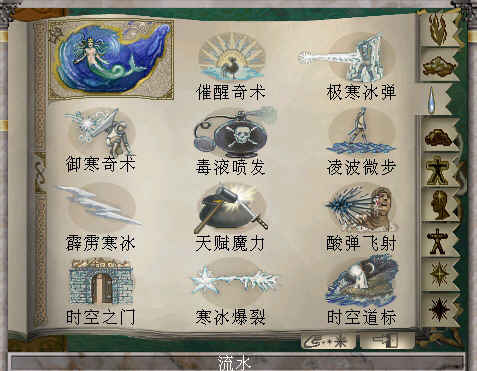 催醒奇术
极寒冰弹
御寒奇术
毒液喷发
凌波微步
霹雳寒冰
天赋魔力
酸弹飞射
时空之门
寒冰爆裂
时空道标
流水